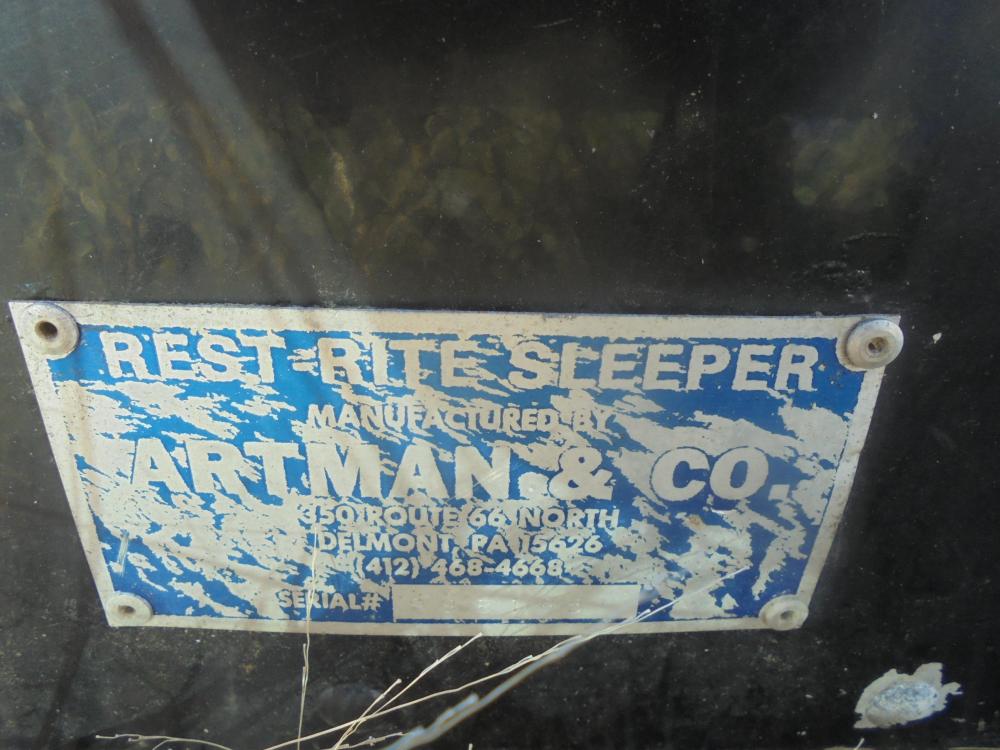 REST-RITE SLEEPER
MANUFACTURED BY
ARTMAN & CO.
350 ROUTE 66 NORTH
DELMONT, PA 15626
(412) 468-4668
SERIAL#